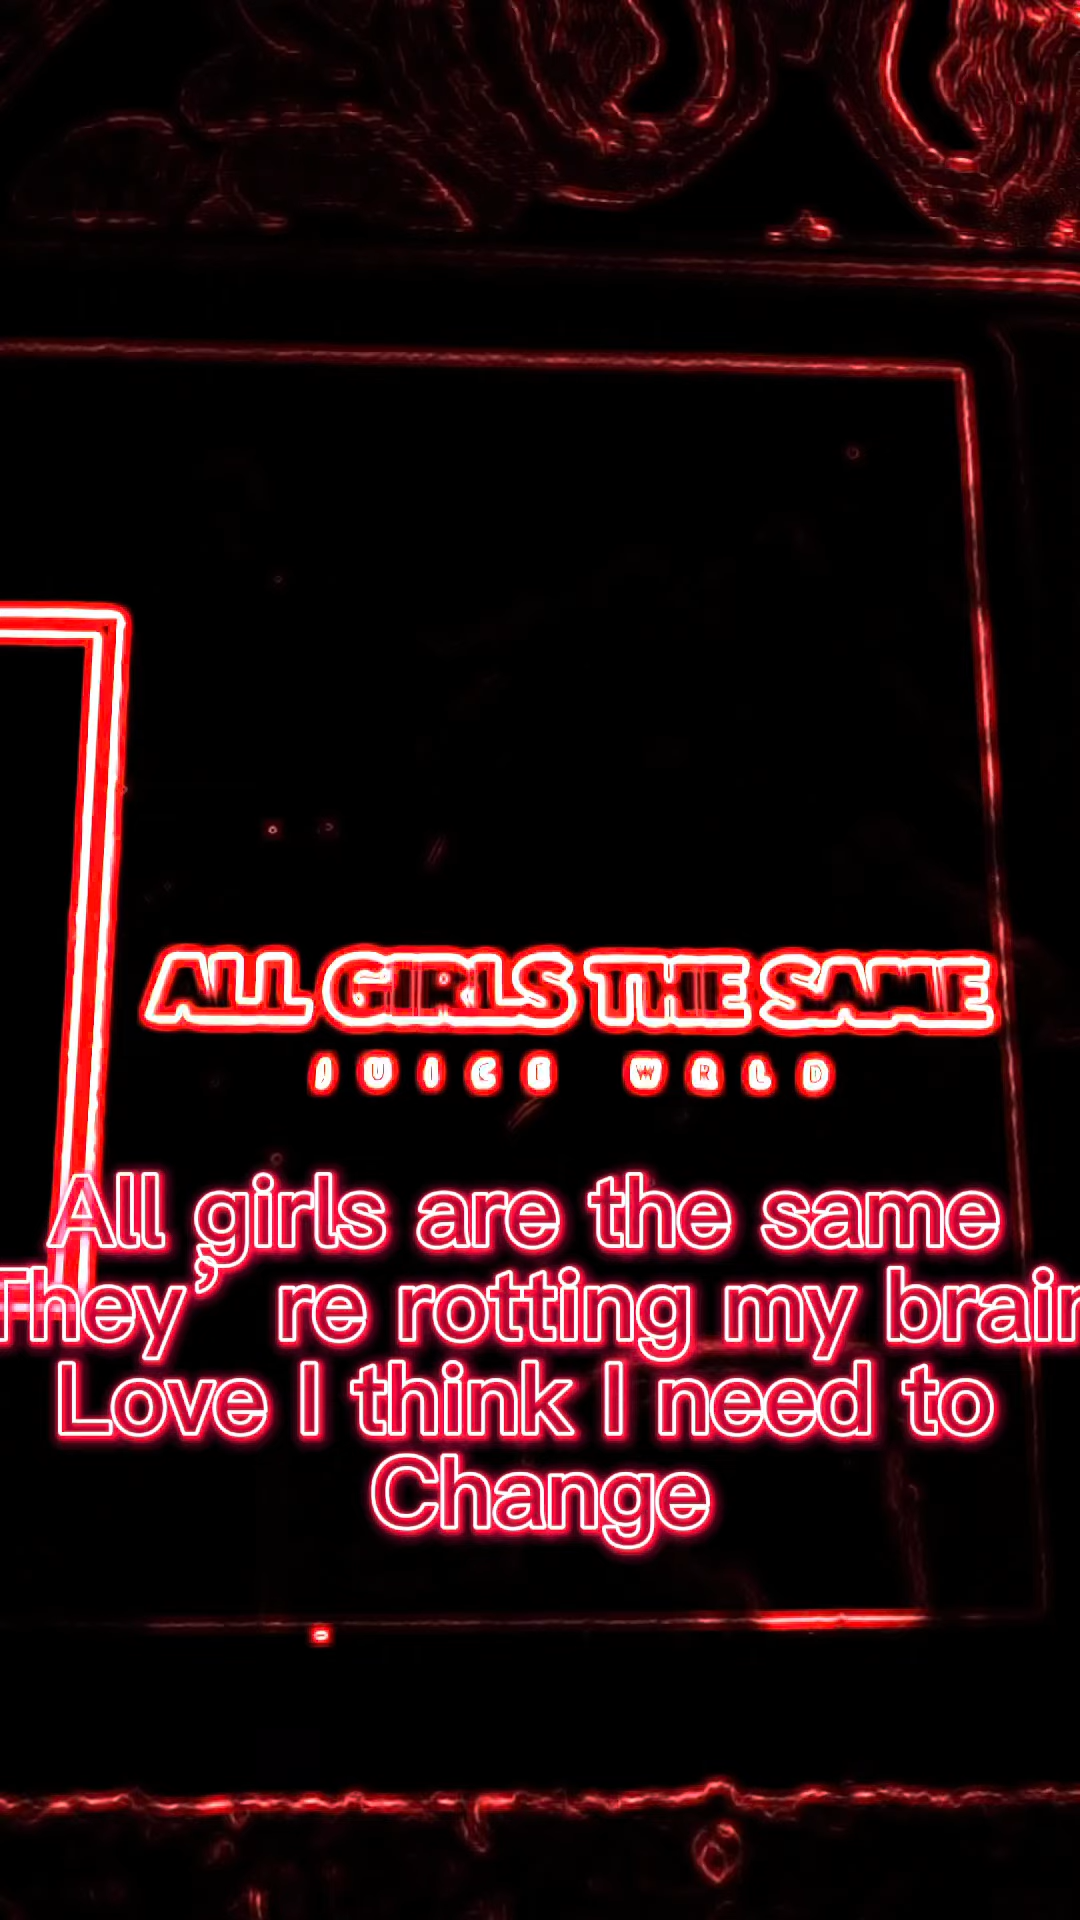 ALL GIRLS THE SAME
JUICE WRLD
All girls are the same
They’ re rotting my brain
Love I think I need to
Change